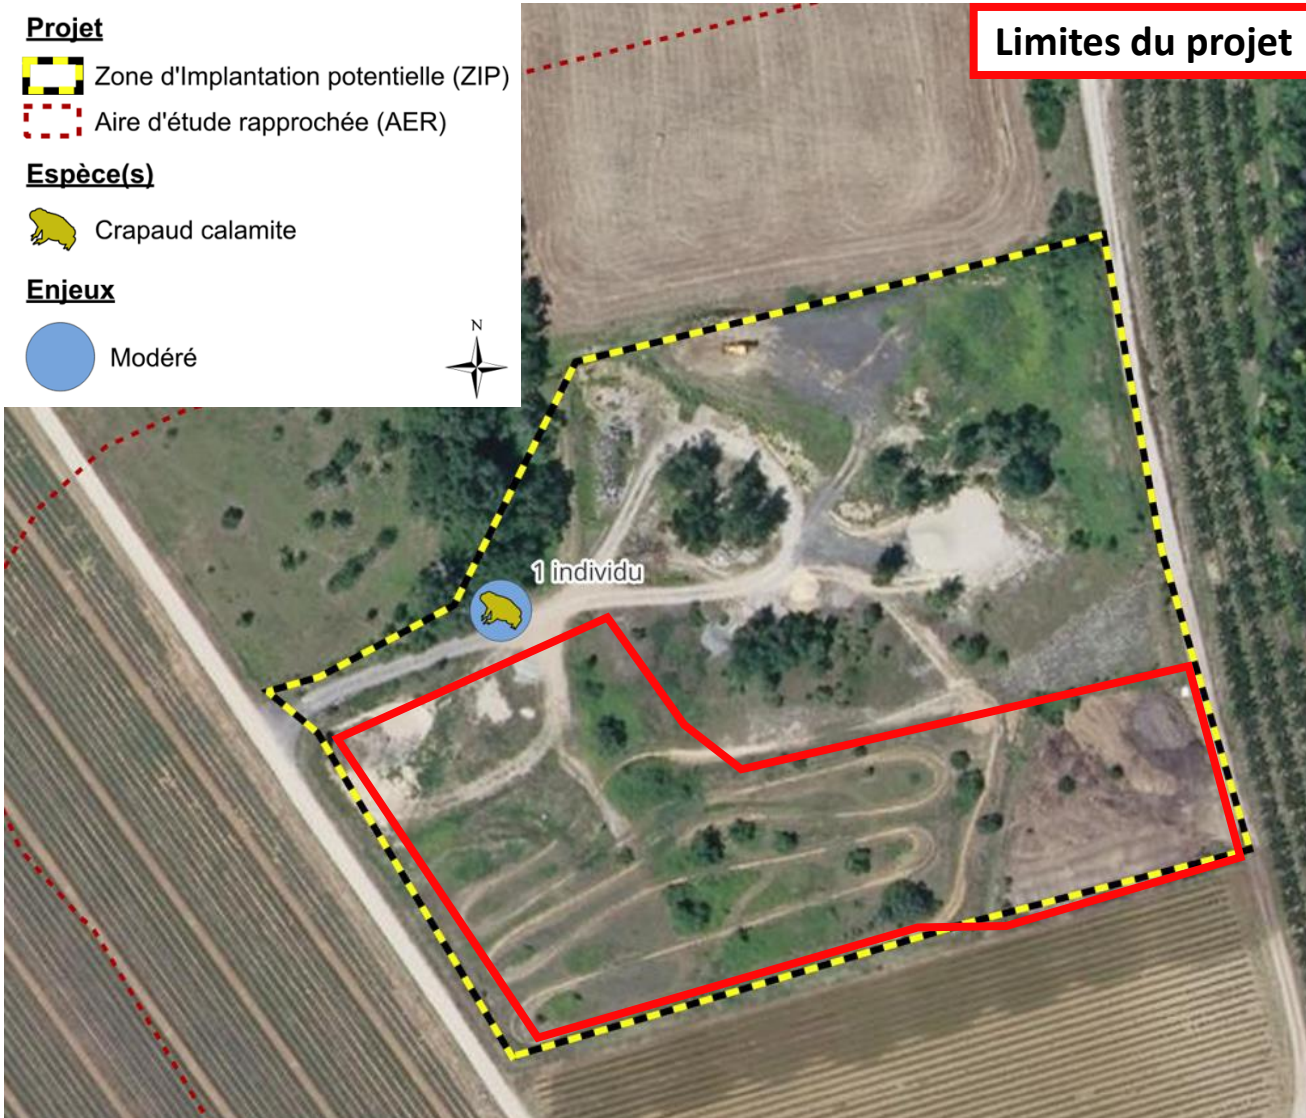 Projet
Zone d'Implantation potentielle (ZIP)
Aire d'étude rapprochée (AER)
Espèce(s)
Crapaud calamite
Enjeux
Modéré
N
Limites du projet
1 individu